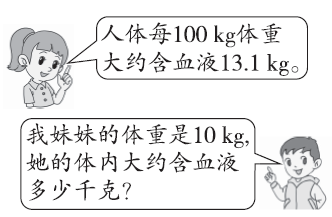 人体每100 kg体重
大约含血液13.1 kg。
我妹妹的体重是10 kg,
她的体内大约含血液
多少千克?